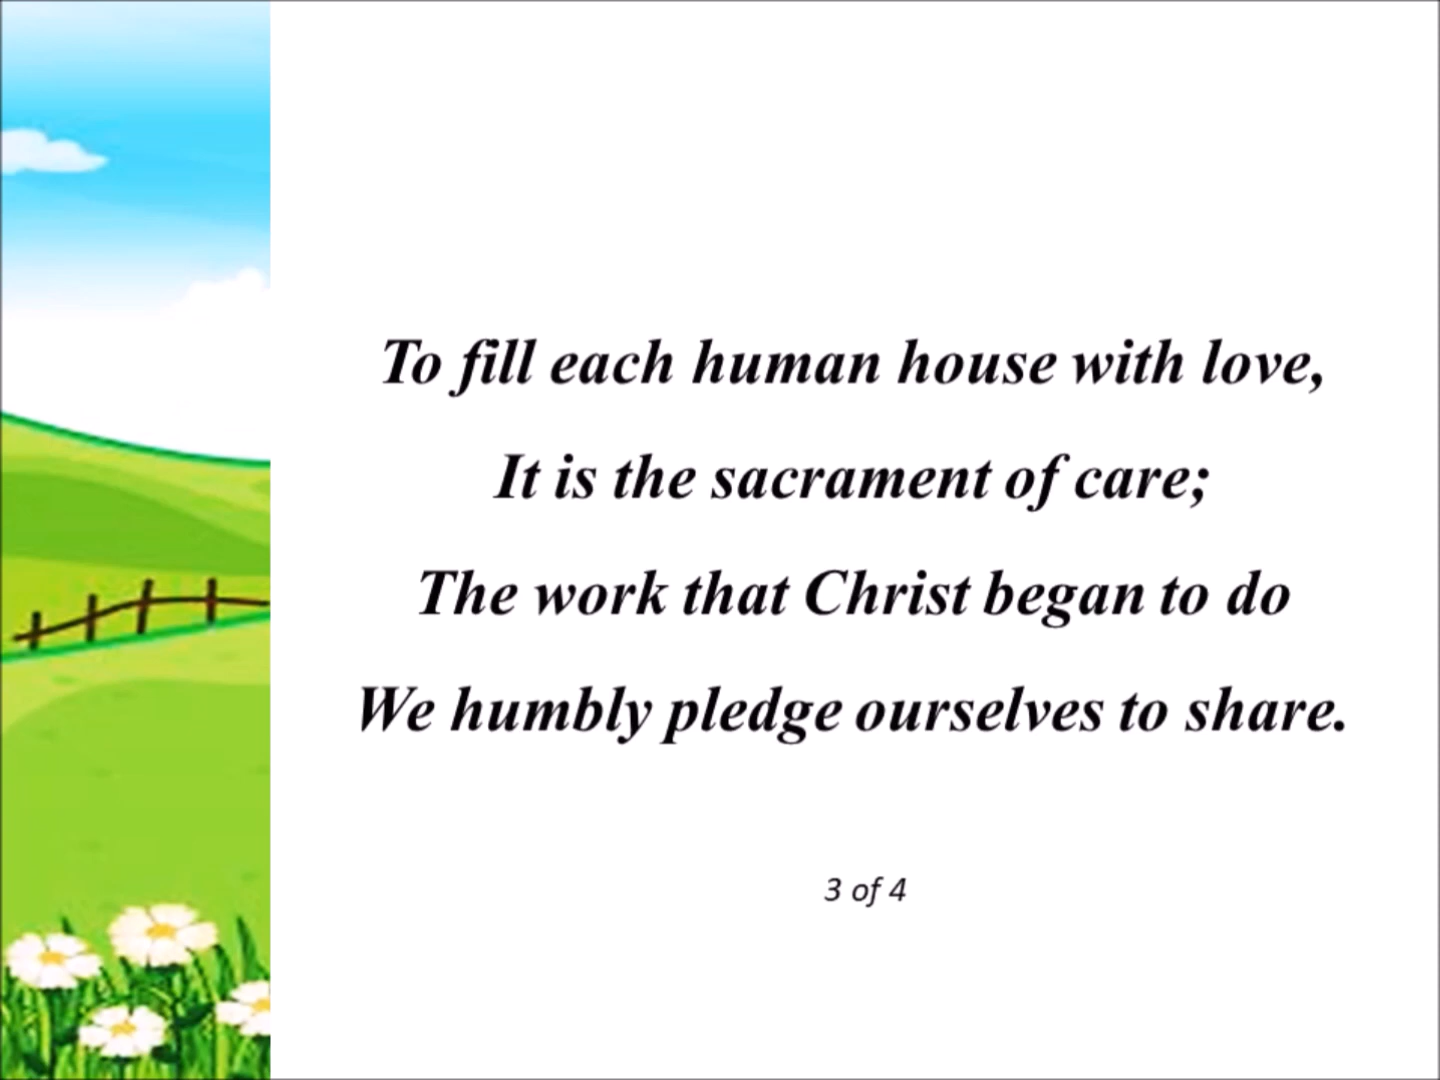 To fill each human house with love,
It is the sacrament of care;
The work that Christ began to do
We humbly pledge ourselves to share.
3 of 4